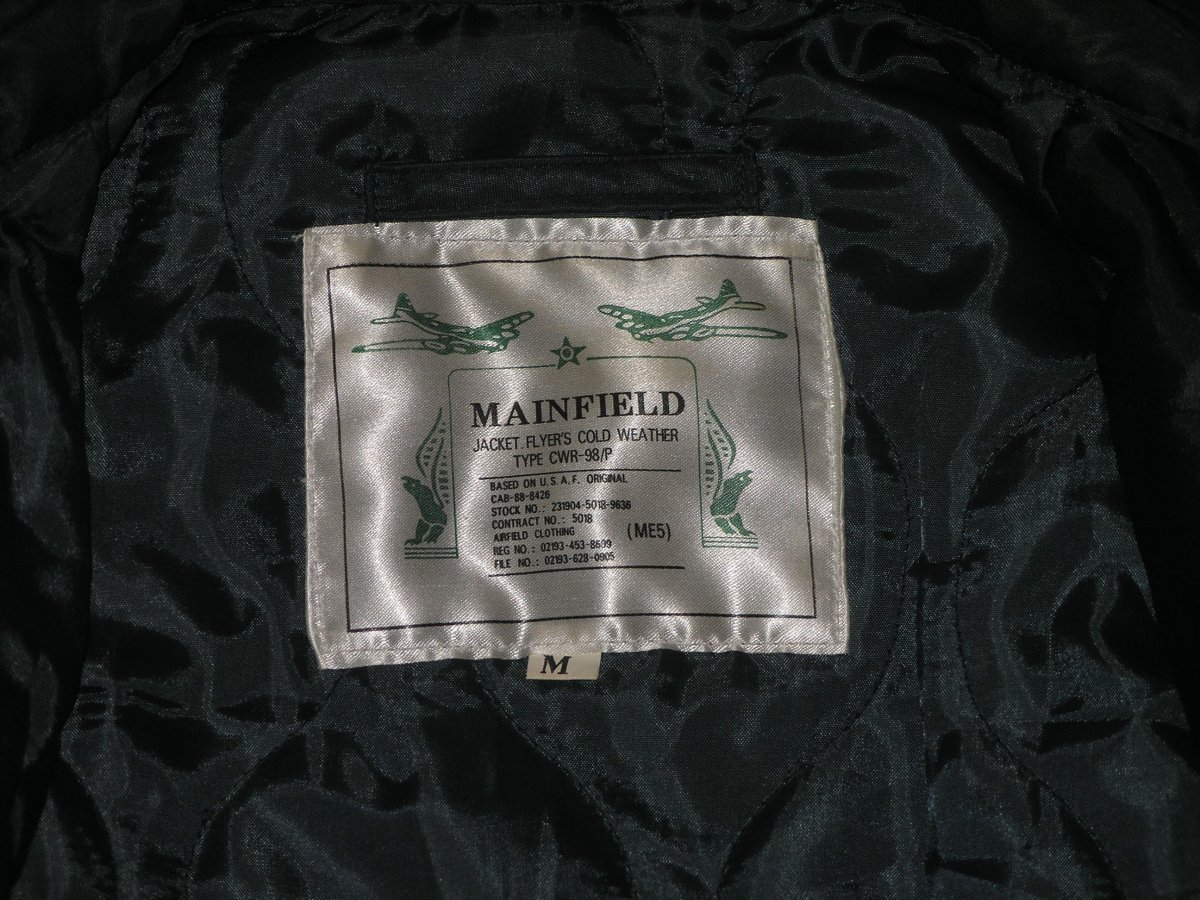 MAINFIELD
JACKET. FLYER'S COLD WEATHER
TYPE CWR-98/P
BASED ON U.S.A.F. ORIGINAL
CAB-88-8426
STOCK NO.: 231904-5018-9636
CONTRACT NO.: 5018
AIRFIELD CLOTHING
(ME5)
REG NO.: 02193-453-8699
FILE NO.: 02193-628-0905
M